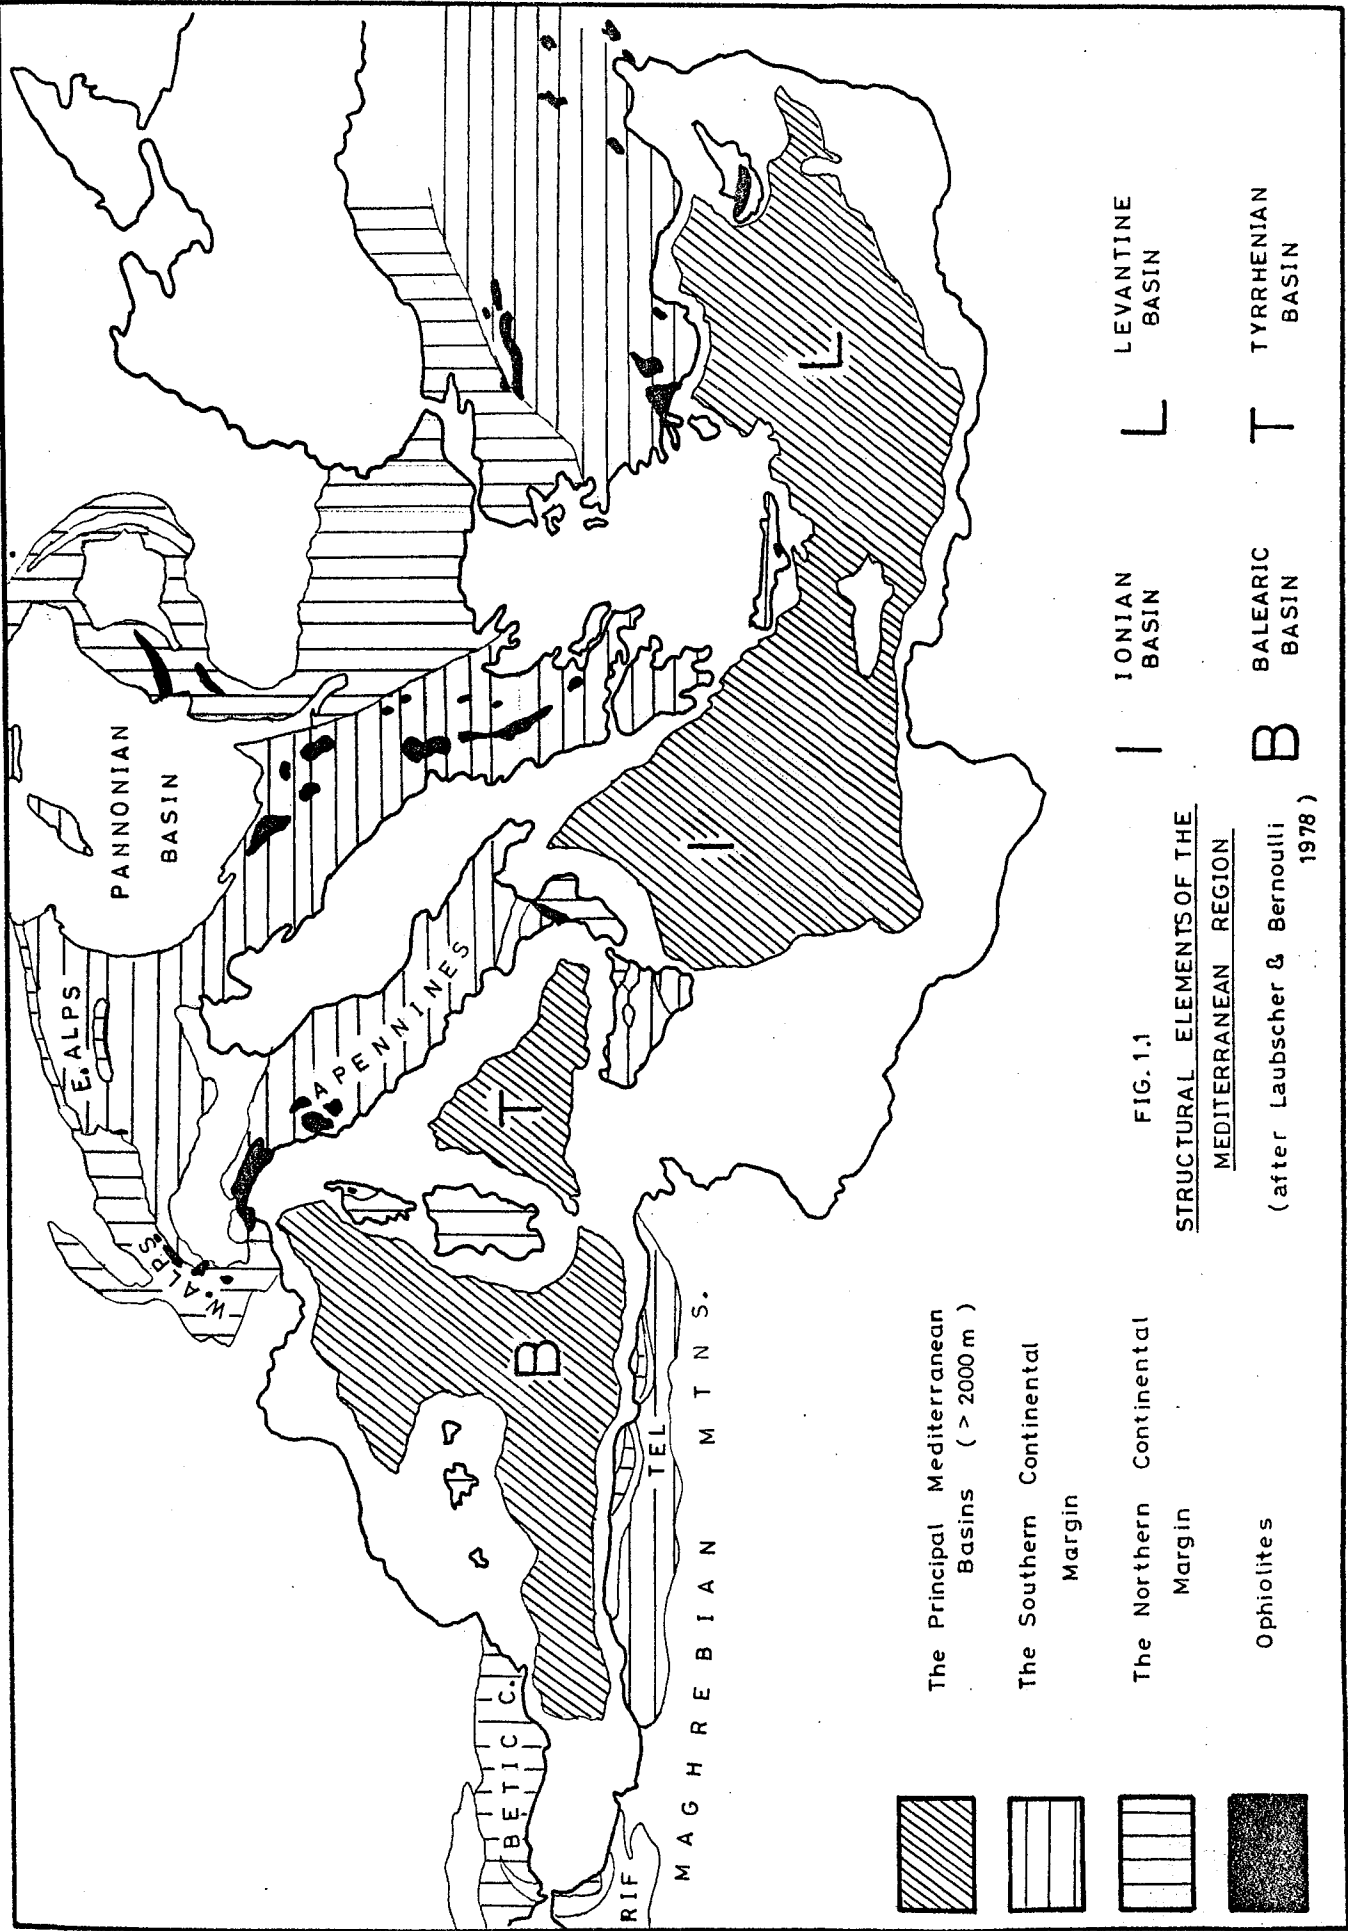 PANNONIAN
BASIN
E. ALPS
W. ALPS
APENNINES
BETIC C.
RIF
TEL
MAGHREBIAN MTNS.
B
T
I
L
The Principal Mediterranean
Basins ( > 2000 m )
The Southern Continental
Margin
The Northern Continental
Margin
Ophiolites
FIG. 1.1
STRUCTURAL ELEMENTS OF THE
MEDITERRANEAN REGION
(after Laubscher & Bernoulli
1978)
I IONIAN
BASIN
L LEVANTINE
BASIN
B BALEARIC
BASIN
T TYRRHENIAN
BASIN